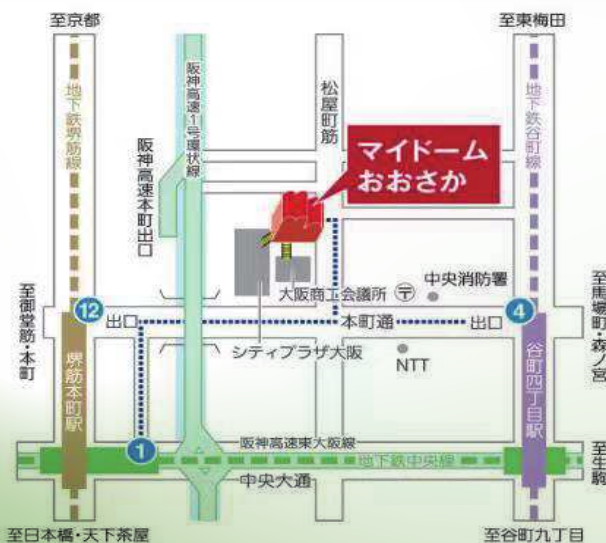 至京都
至東梅田
地下鉄堺筋線
阪神高速1号環状線
松屋町筋
地下鉄谷町線
阪神高速本町出口
マイドーム
おおさか
至御堂筋・本町
12
出口
大阪商工会議所
〒
中央消防署
本町通
出口
4
至馬場町・森ノ宮
シティプラザ大阪
NTT
堺筋本町駅
谷町四丁目駅
1
阪神高速東大阪線
地下鉄中央線
中央大通
至生駒
至日本橋・天下茶屋
至谷町九丁目